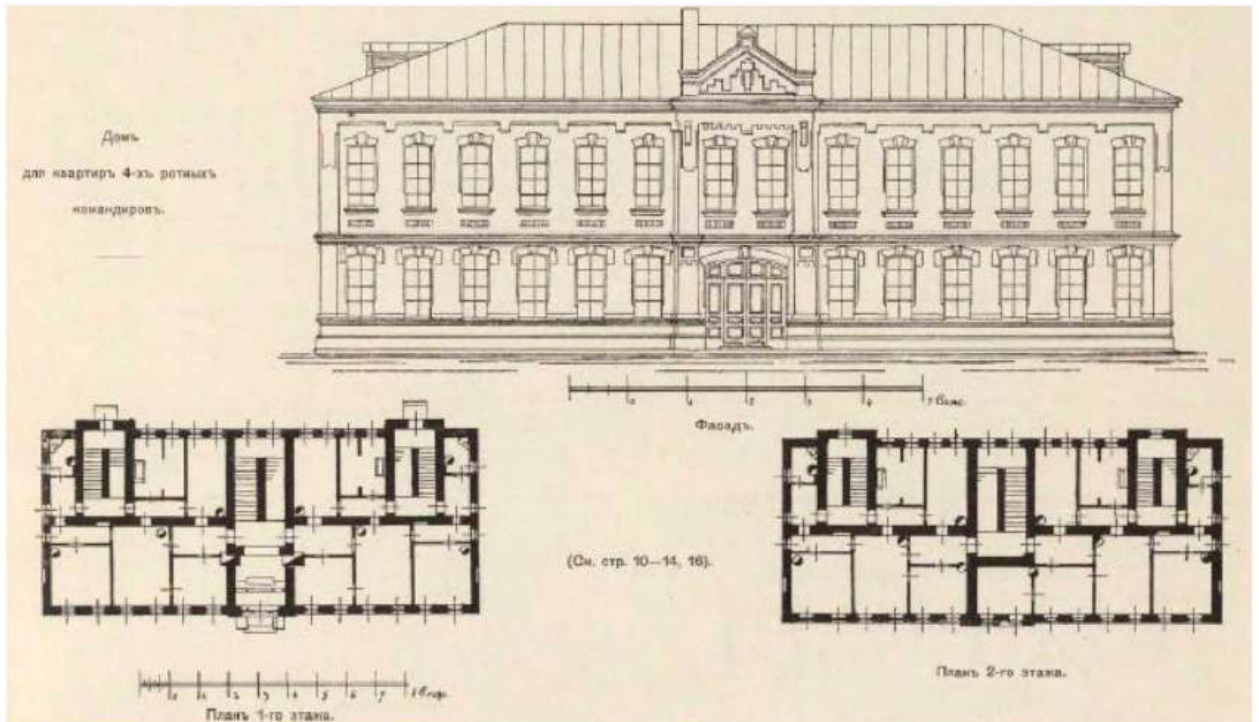 Домъ
для квартиръ 4-хъ ротныхъ
командировъ.
Фасадъ.
(См. стр. 10—14, 16).
Планъ 1-го этажа.
Планъ 2-го этажа.